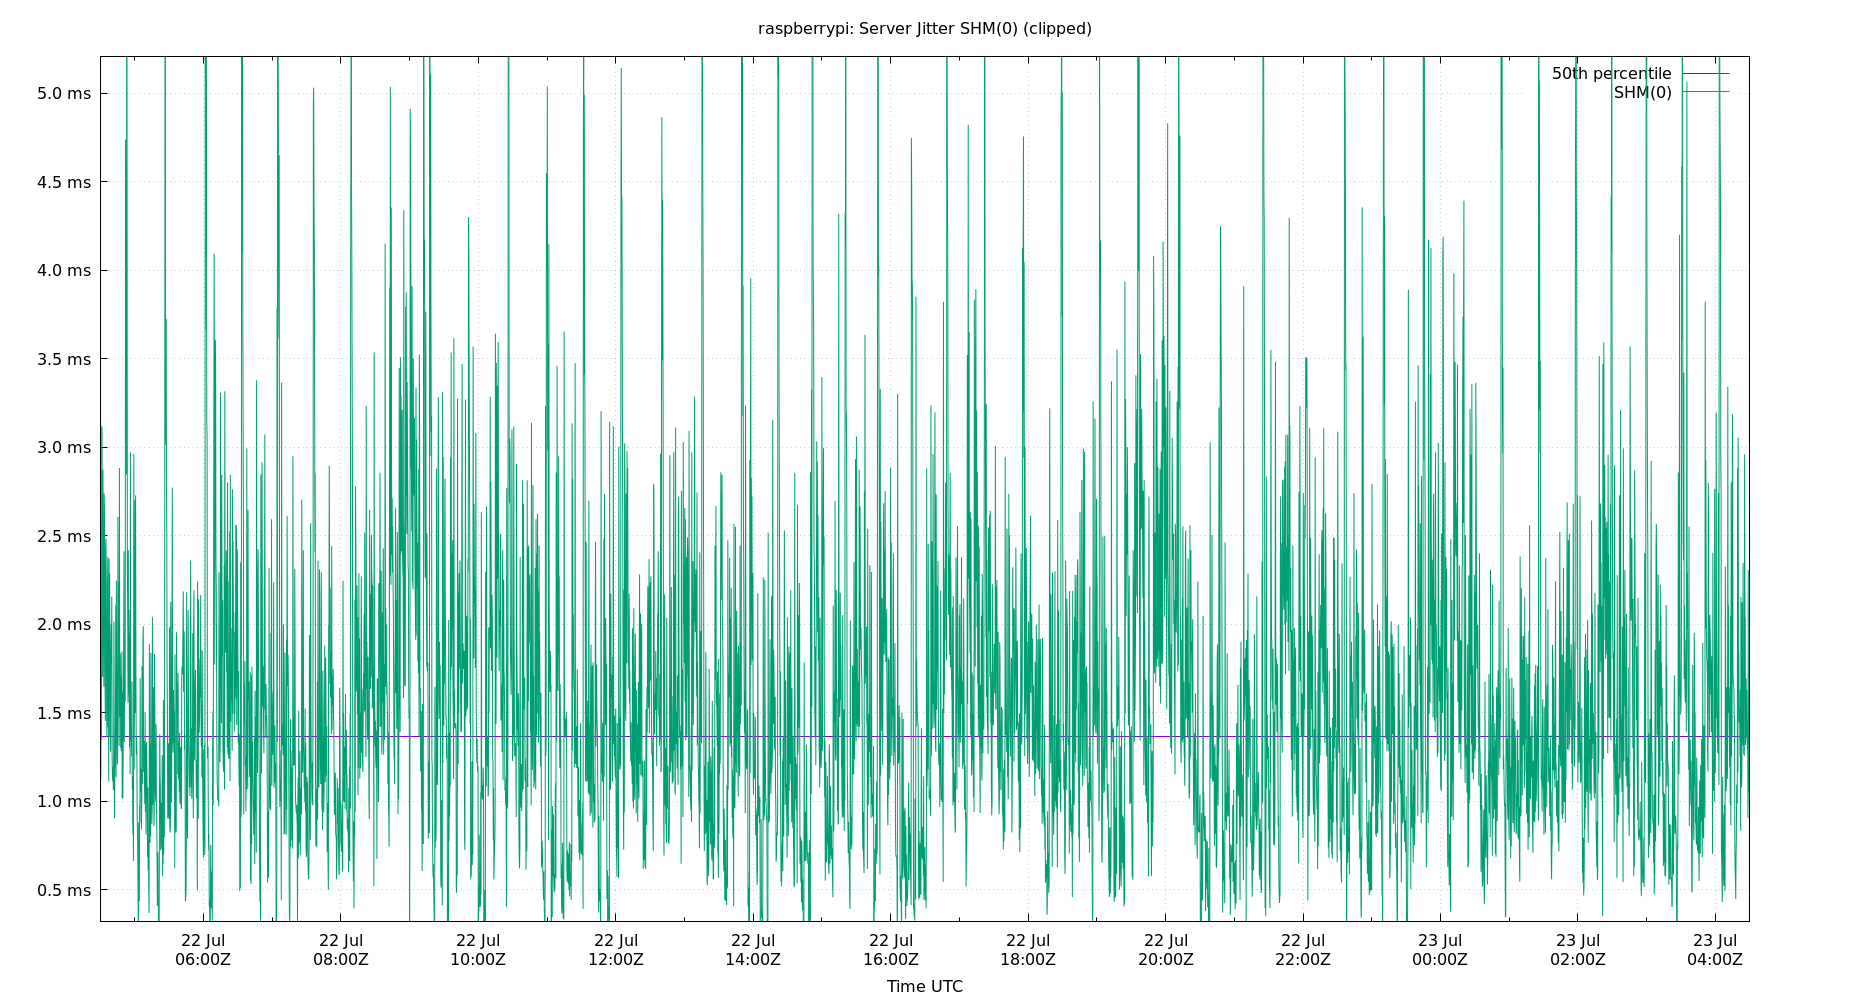 raspberrypi: Server Jitter SHM(0) (clipped)
50th percentile
SHM(0)
5.0 ms
4.5 ms
4.0 ms
3.5 ms
3.0 ms
2.5 ms
2.0 ms
1.5 ms
1.0 ms
0.5 ms
22 Jul 22 Jul 22 Jul 22 Jul 22 Jul 22 Jul 22 Jul 22 Jul 22 Jul 23 Jul 23 Jul 23 Jul
06:00Z 08:00Z 10:00Z 12:00Z 14:00Z 16:00Z 18:00Z 20:00Z 22:00Z 00:00Z 02:00Z 04:00Z
Time UTC